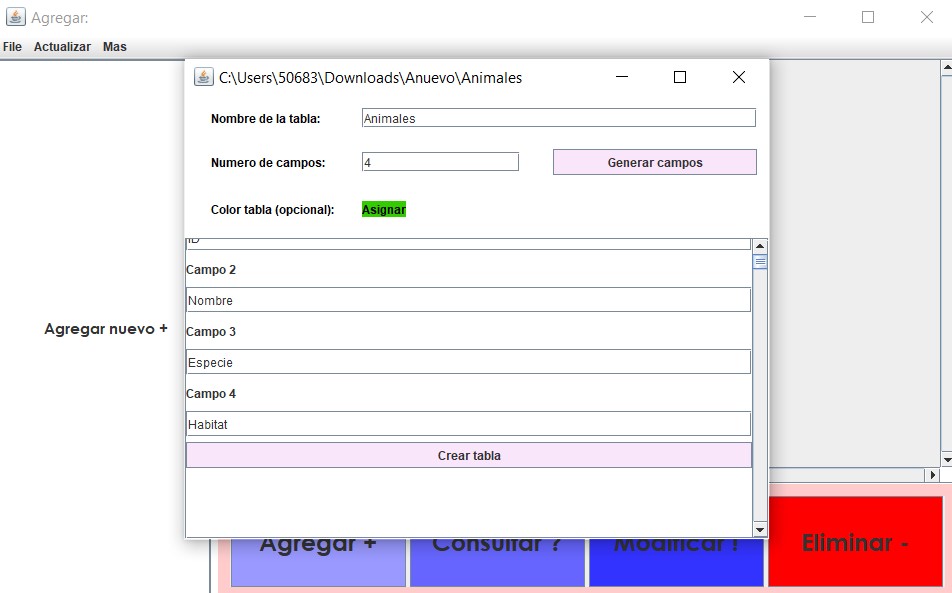 Agregar:
File Actualizar Mas
C:\Users\50683\Downloads\Anuevo\Animales
Nombre de la tabla: Animales
Numero de campos: 4 Generar campos
Color tabla (opcional): Asignar
ID
Campo 2
Nombre
Campo 3
Agregar nuevo +
Especie
Campo 4
Habitat
Crear tabla
Agregar + Consultar ? Modificar ! Eliminar -